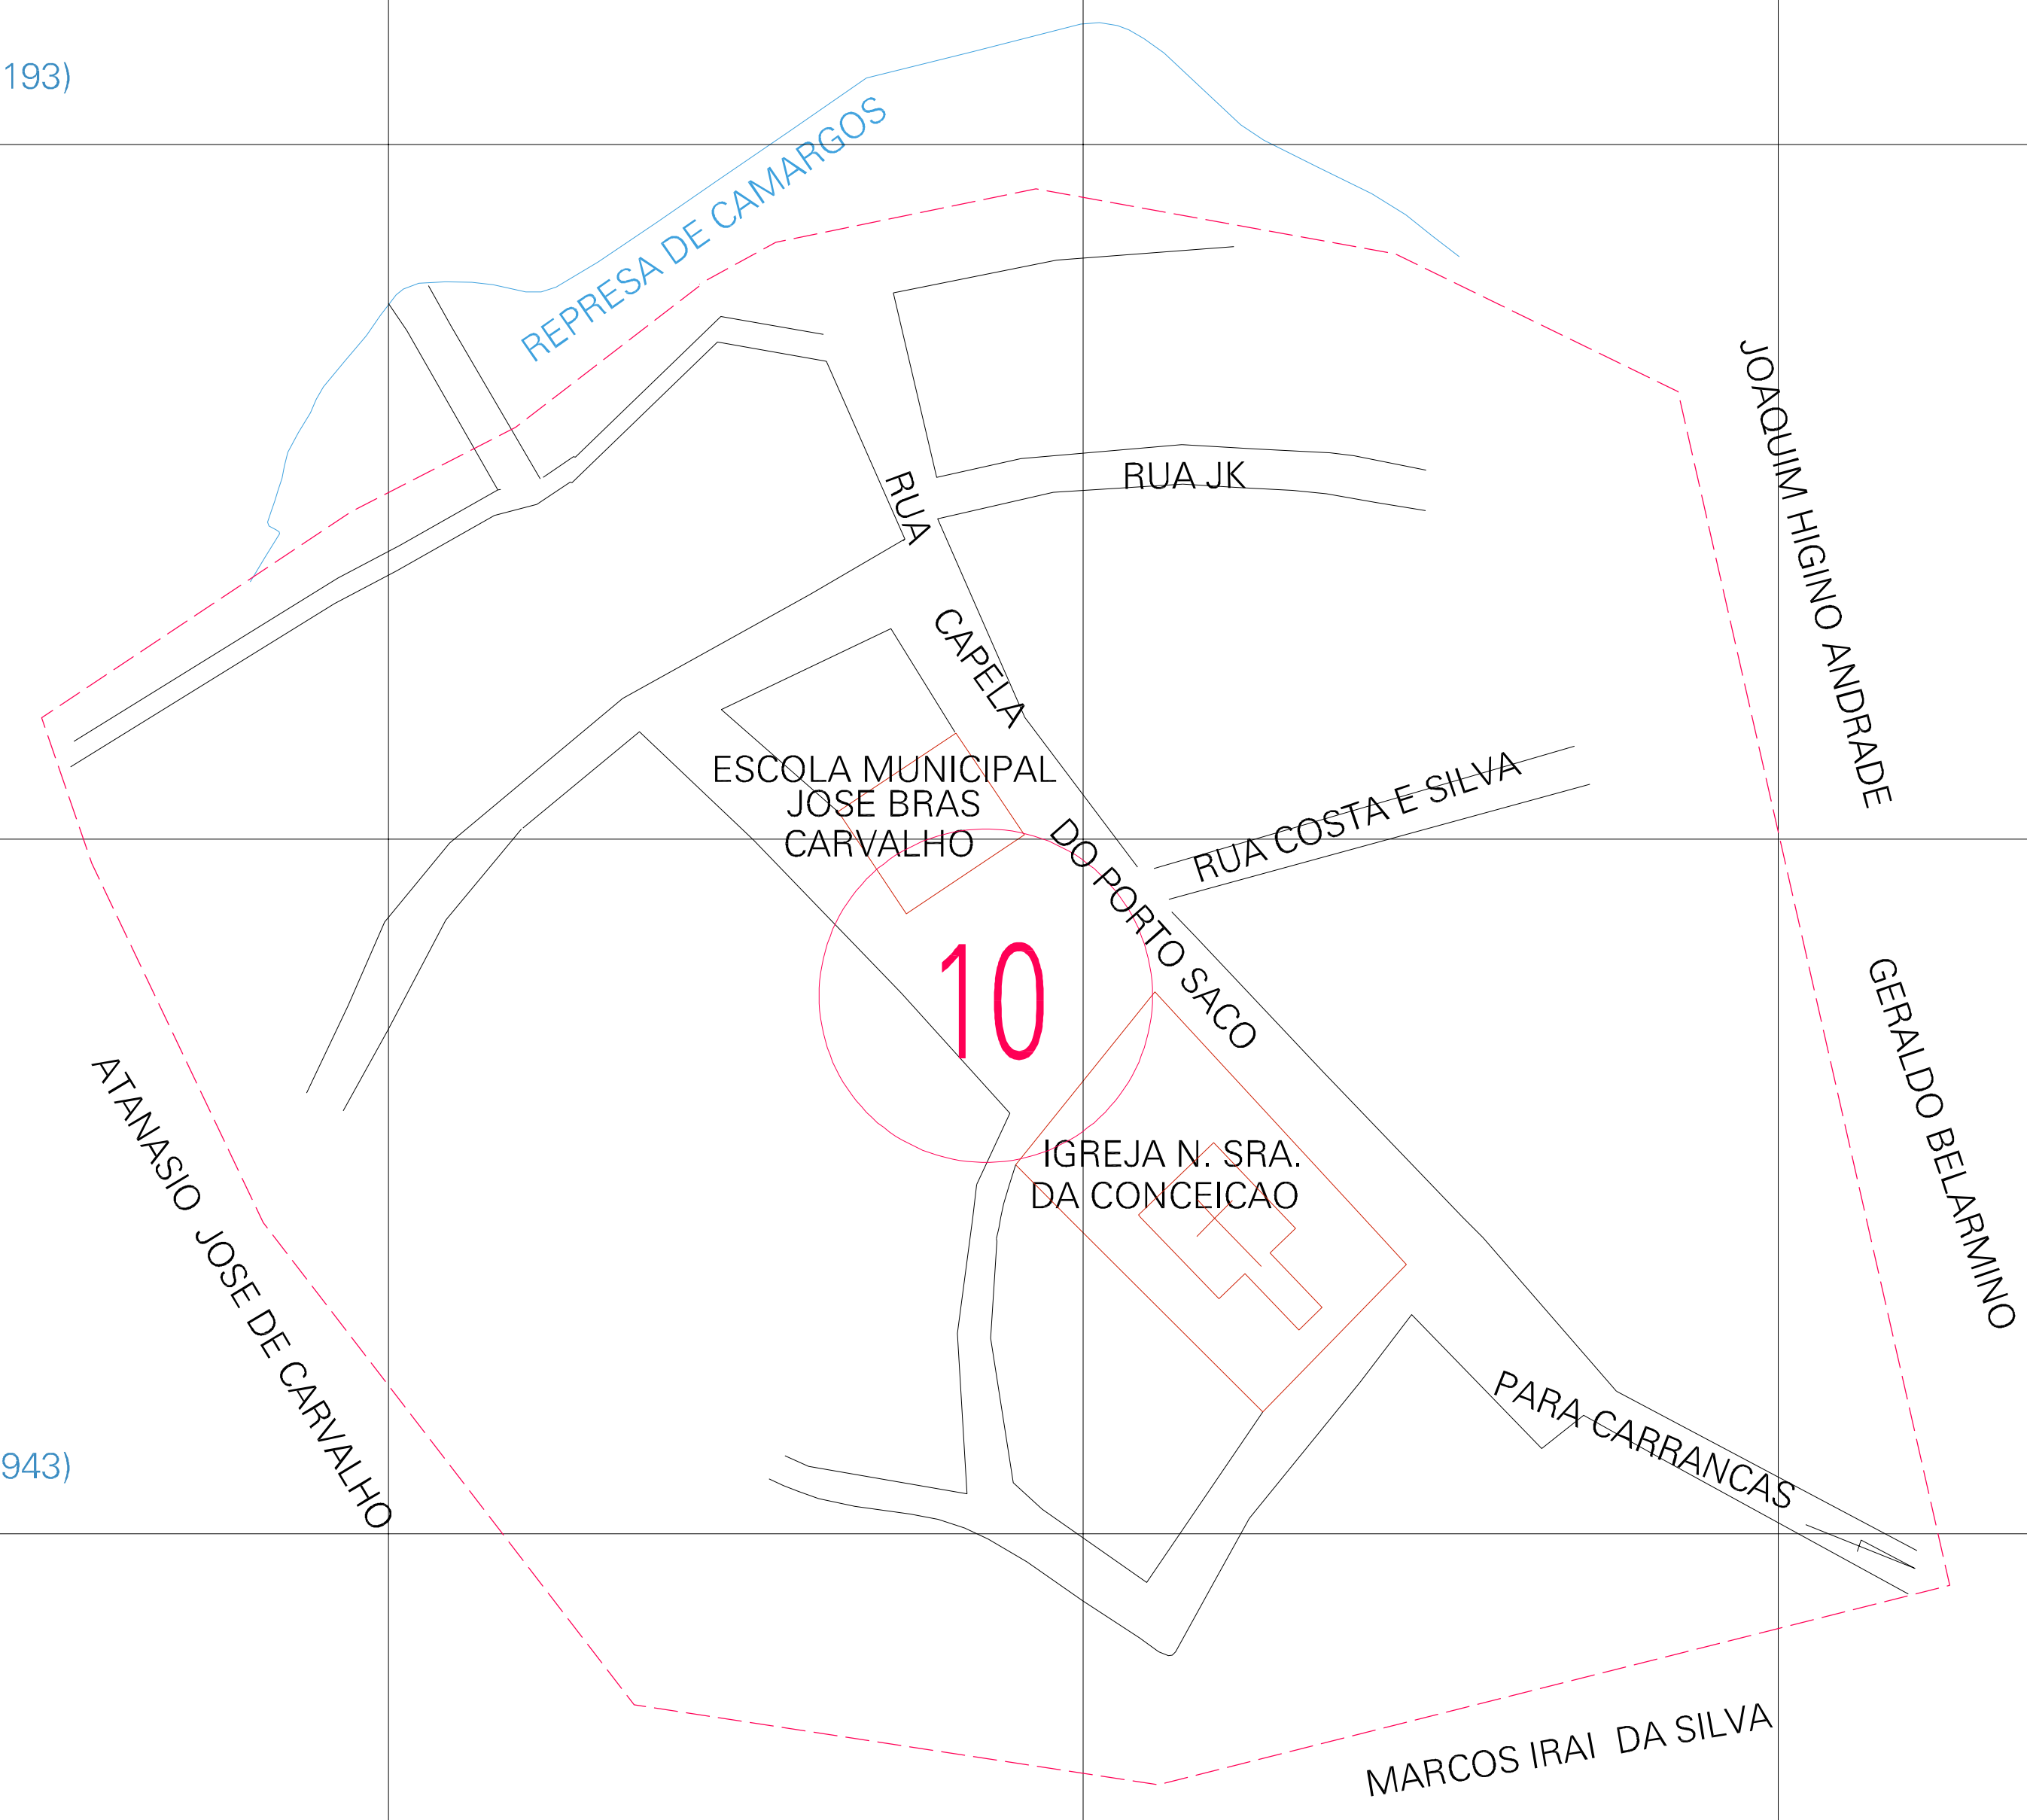 193)
REPRESA DE CAMARGOS
JOAQUIM HIGINO ANDRADE
RUA JK
RUA CAPELA DO PORTO SACO
ESCOLA MUNICIPAL
JOSE BRAS
CARVALHO
RUA COSTA E SILVA
10
GERALDO BELARMINO
ATANASIO JOSE DE CARVALHO
IGREJA N. SRA.
DA CONCEICAO
PARA CARRANCAS
943)
MARCOS IRAI DA SILVA